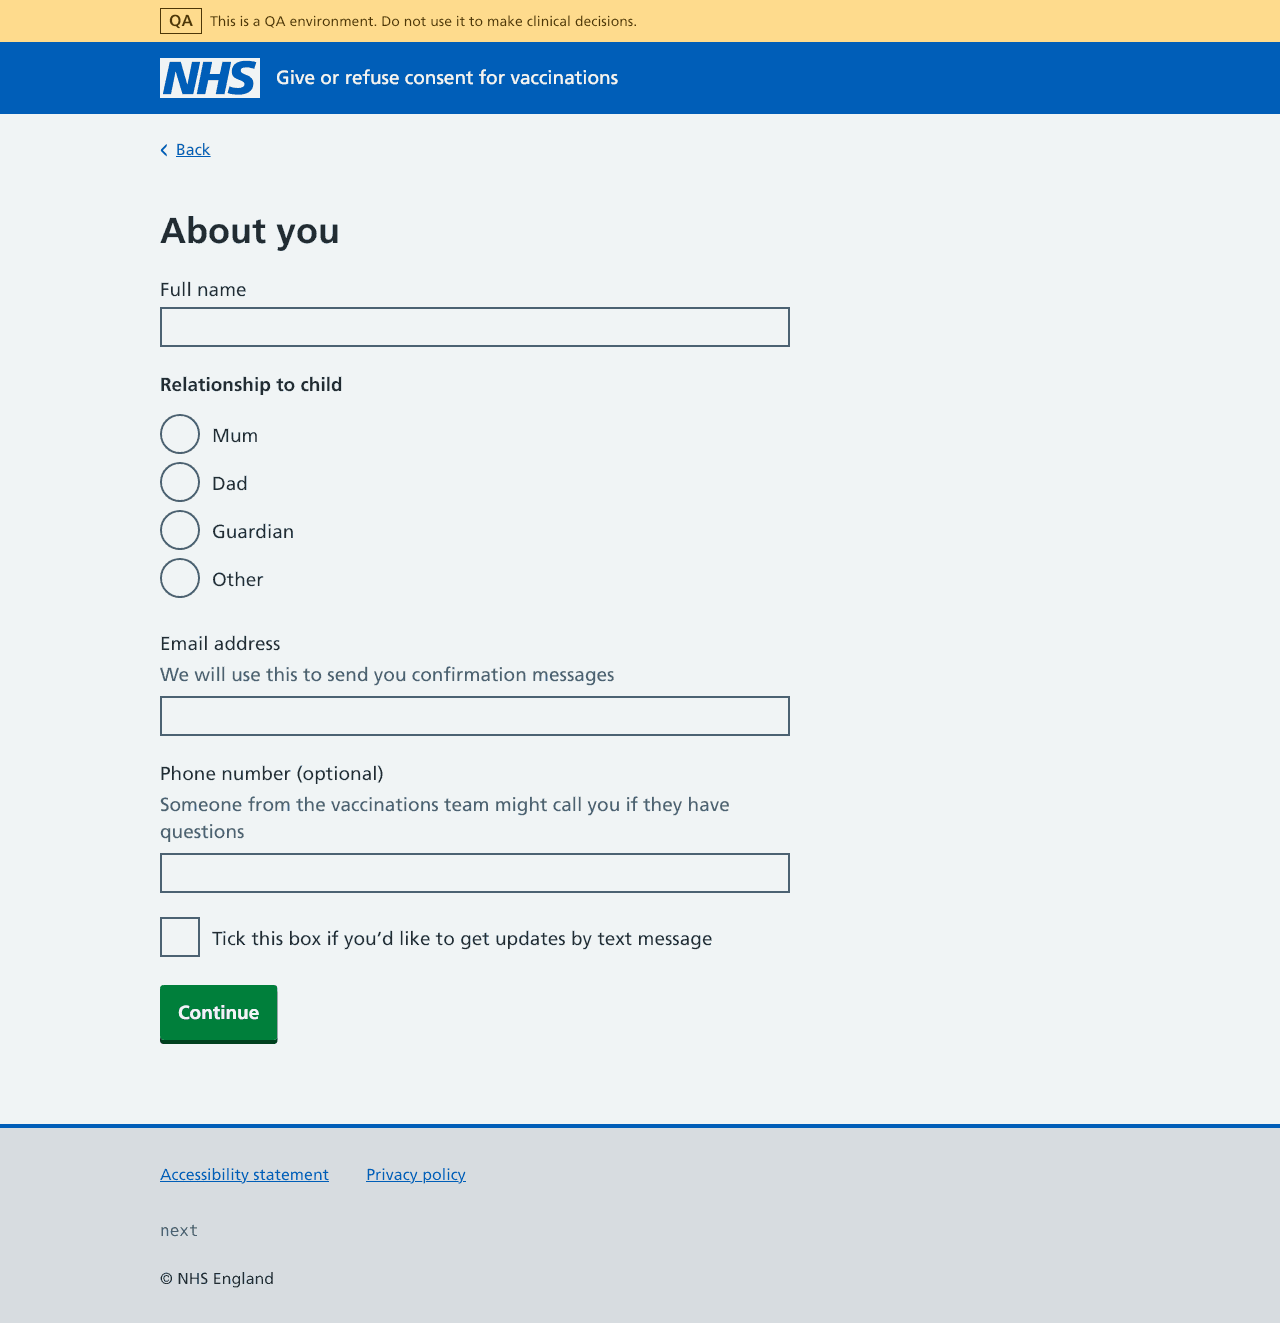 QA This is a QA environment. Do not use it to make clinical decisions.
NHS Give or refuse consent for vaccinations
Back
About you
Full name
Relationship to child
Mum
Dad
Guardian
Other
Email address
We will use this to send you confirmation messages
Phone number (optional)
Someone from the vaccinations team might call you if they have
questions
Tick this box if you’d like to get updates by text message
Continue
Accessibility statement Privacy policy
next
© NHS England